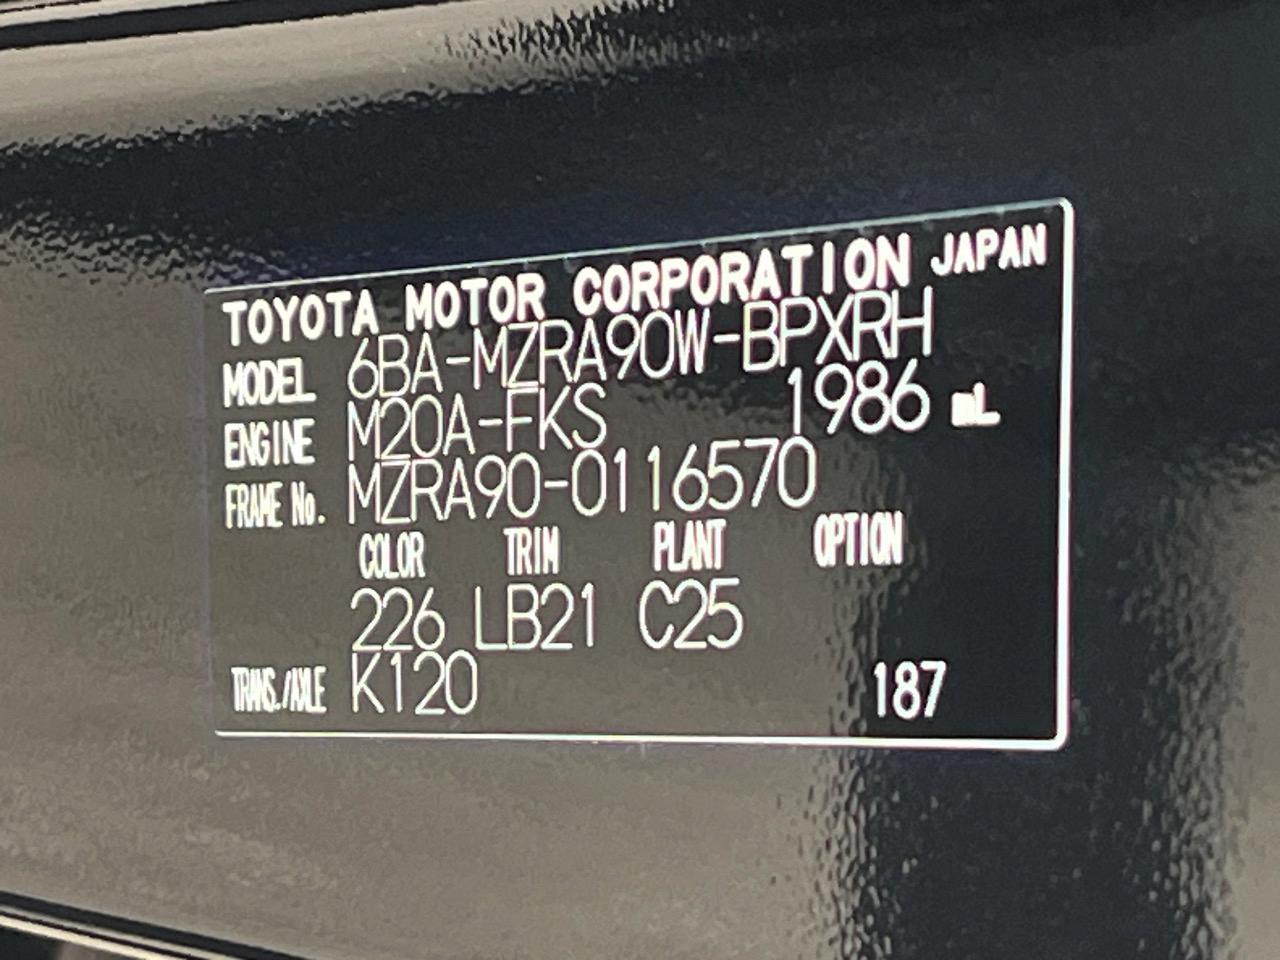 TOYOTA MOTOR CORPORATION JAPAN
MODEL 6BA-MZRA90W-BPXRH
ENGINE M20A-FKS 1986 mL
FRAME No. MZRA90-0116570
COLOR TRIM PLANT OPTION
226 LB21 C25
TRANS./AXLE K120 187